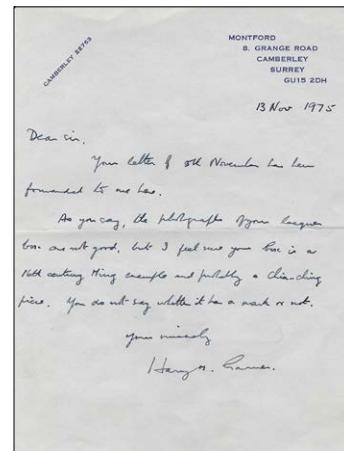 CAMBERLEY 22763
MONTFORD
8, GRANGE ROAD
CAMBERLEY
SURREY
GU15 2DH
13 Nov 1975
Dear Sir,
Your letter of 5th November has been
forwarded to me here.
As you say, the photographs of your lacquer
box are not good, but I feel sure your box is a
16th century Ming example and probably a Chia-ching
piece. You do not say whether it has a mark or not.
Yours sincerely
Harry M. Garner.